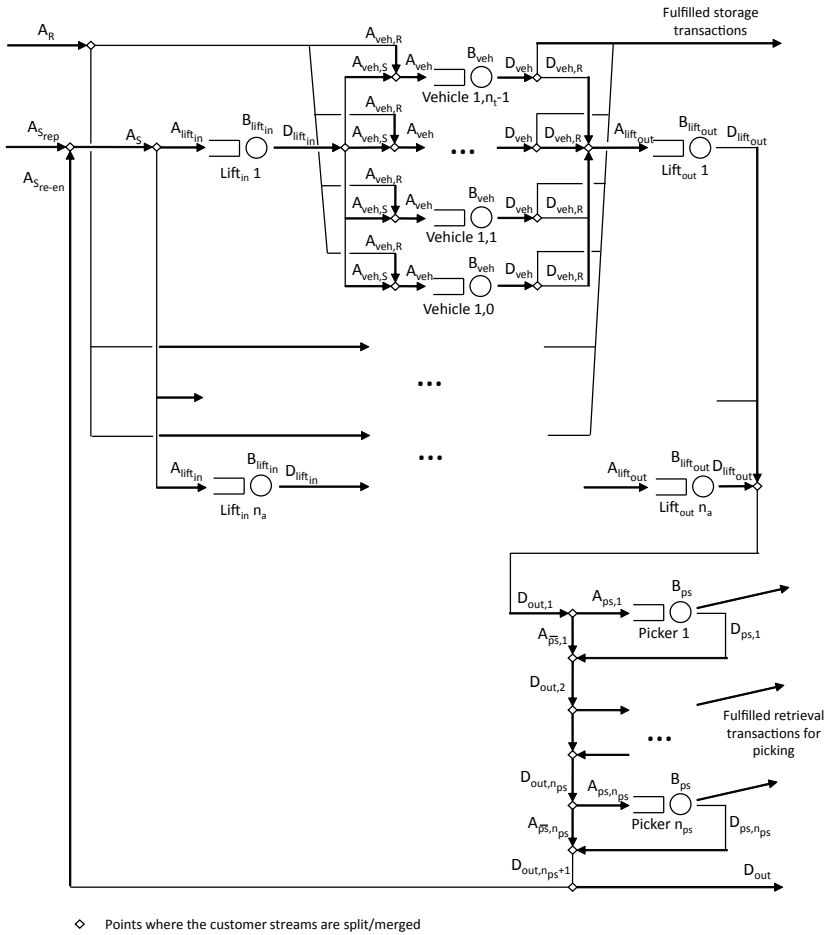 Fulfilled storage
transactions
A_R
A_veh,R
B_veh
A_veh,S A_veh D_veh D_veh,R
Vehicle 1,n_t-1
A_S_rep A_S A_lift_in B_lift_in D_lift_in
Lift_in 1
A_veh,R
A_veh,S A_veh ... D_veh D_veh,R
A_lift_out B_lift_out D_lift_out
Lift_out 1
A_S_re-en
A_veh,R B_veh
A_veh,S A_veh D_veh D_veh,R
Vehicle 1,1
A_veh,R B_veh
A_veh,S A_veh D_veh D_veh,R
Vehicle 1,0
...
...
A_lift_in B_lift_in D_lift_in
Lift_in n_a
A_lift_out B_lift_out D_lift_out
Lift_out n_a
D_out,1 A_ps,1 B_ps
Picker 1
A_p̅s̅,1 D_ps,1
D_out,2
...
Fulfilled retrieval
transactions for
picking
D_out,n_ps A_ps,n_ps B_ps
Picker n_ps
A_p̅s̅,n_ps D_ps,n_ps
D_out,n_ps+1 D_out
Points where the customer streams are split/merged